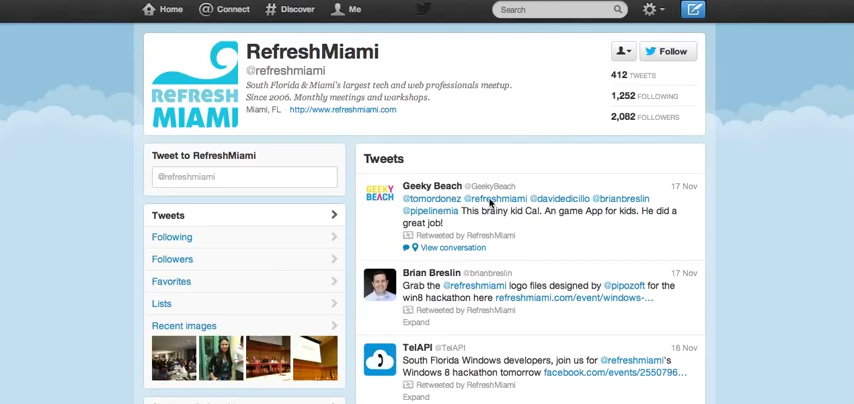 Home
Connect
Discover
Me
Search
RefreshMiami
@refreshmiami
South Florida & Miami's largest tech and web professionals meetup.
Since 2006. Monthly meetings and workshops.
Miami, FL · http://www.refreshmiami.com
REFRESH
MIAMI
Follow
412 TWEETS
1,252 FOLLOWING
2,082 FOLLOWERS
Tweet to RefreshMiami
@refreshmiami
Tweets
Following
Followers
Favorites
Lists
Recent images
Tweets
GEEKY
BEACH
Geeky Beach @GeekyBeach 17 Nov
@tomordonez @refreshmiami @davidedicillo @brianbreslin
@pipelinemia This brainy kid Cal. An game App for kids. He did a
great job!
Retweeted by RefreshMiami
View conversation
Brian Breslin @brianbreslin 17 Nov
Grab the @refreshmiami logo files designed by @pipozoft for the
win8 hackathon here refreshmiami.com/event/windows-…
Retweeted by RefreshMiami
Expand
TelAPI @TelAPI 16 Nov
South Florida Windows developers, join us for @refreshmiami's
Windows 8 hackathon tomorrow facebook.com/events/2550796…
Retweeted by RefreshMiami
Expand